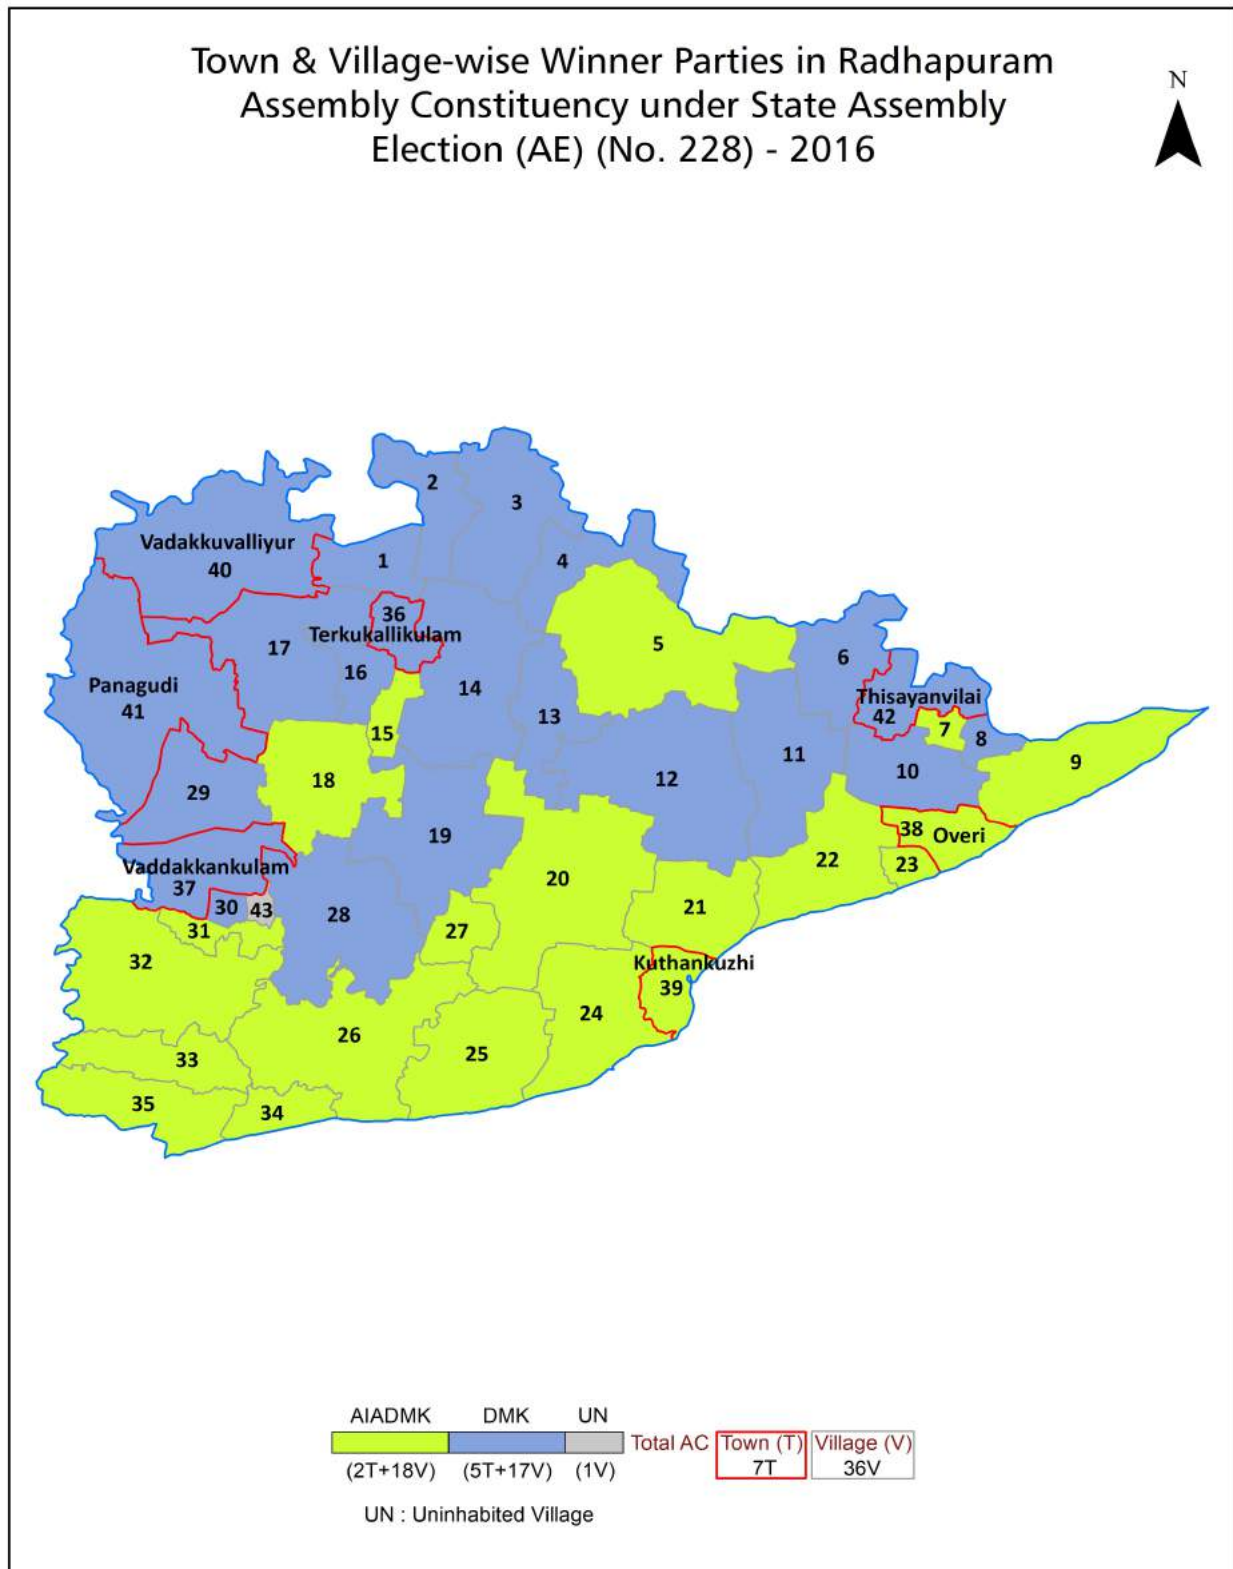 Town & Village-wise Winner Parties in Radhapuram
Assembly Constituency under State Assembly
Election (AE) (No. 228) - 2016
N
2
3
Vadakkuvalliyur
40
1
4
36
Terkukallikulam
17
16
5
6
Panagudi
41
14
13
Thisayanvilai
42
7
8
15
18
29
12
11
10
9
19
38
Overi
22
23
Vaddakkankulam
37
30
43
28
20
21
31
27
32
Kuthankuzhi
39
24
26
25
33
35
34
AIADMK DMK UN
Total AC Town (T) Village (V)
7T 36V
(2T+18V) (5T+17V) (1V)
UN : Uninhabited Village